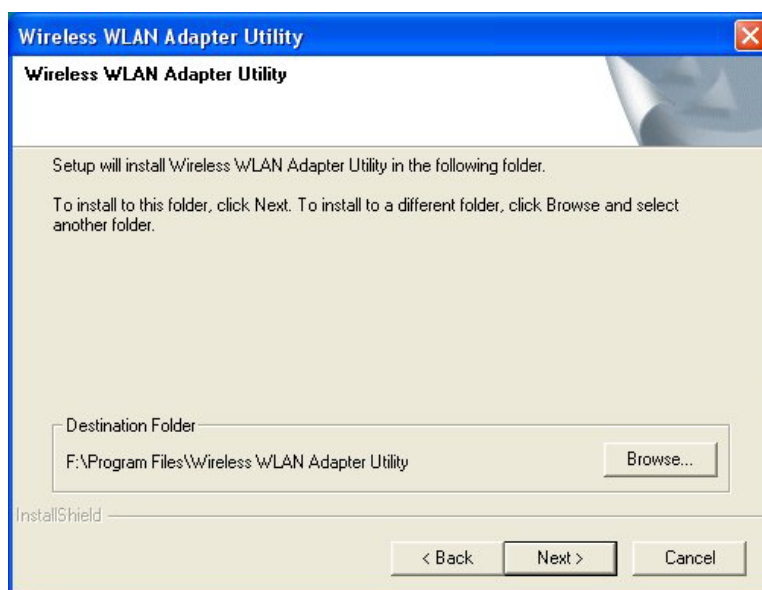 Wireless WLAN Adapter Utility
Wireless WLAN Adapter Utility
Setup will install Wireless WLAN Adapter Utility in the following folder.
To install to this folder, click Next. To install to a different folder, click Browse and select
another folder.
Destination Folder
F:\Program Files\Wireless WLAN Adapter Utility
Browse...
InstallShield
< Back
Next >
Cancel